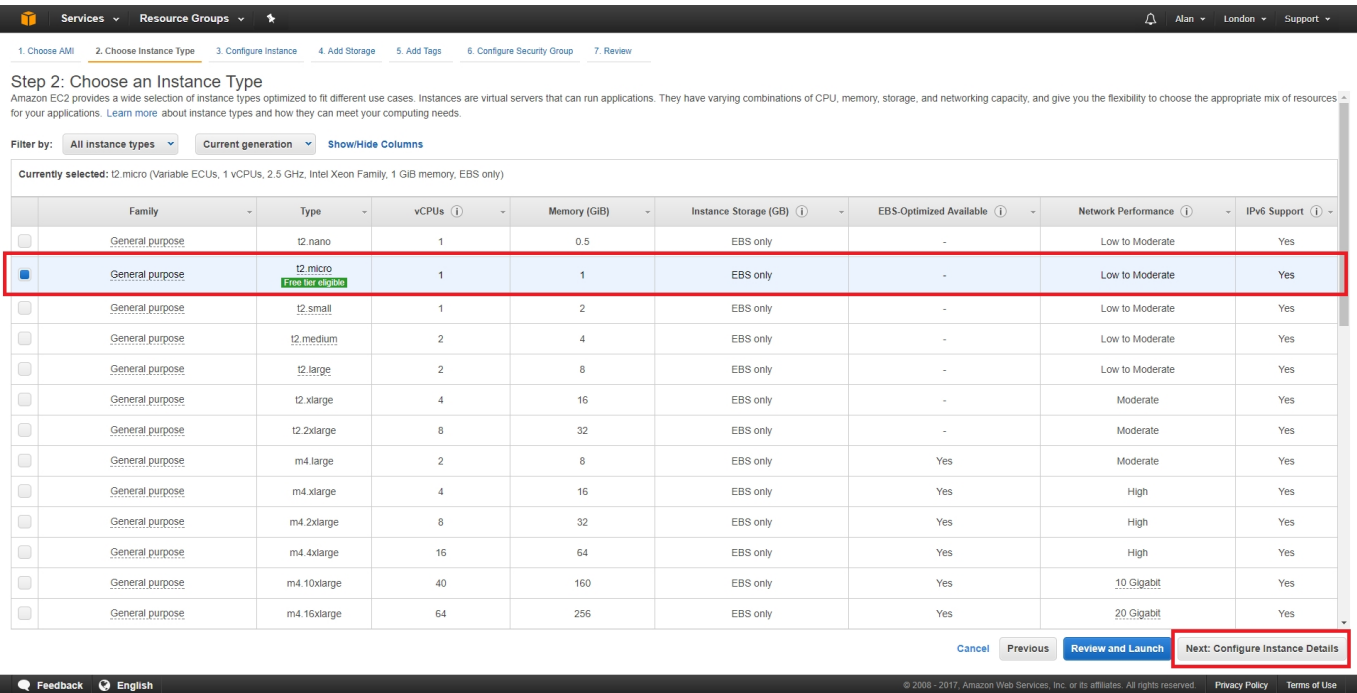 Services Resource Groups Alan London Support
1. Choose AMI 2. Choose Instance Type 3. Configure Instance 4. Add Storage 5. Add Tags 6. Configure Security Group 7. Review
Step 2: Choose an Instance Type
Amazon EC2 provides a wide selection of instance types optimized to fit different use cases. Instances are virtual servers that can run applications. They have varying combinations of CPU, memory, storage, and networking capacity, and give you the flexibility to choose the appropriate mix of resources
for your applications. Learn more about instance types and how they can meet your computing needs.
Filter by: All instance types Current generation Show/Hide Columns
Currently selected: t2.micro (Variable ECUs, 1 vCPUs, 2.5 GHz, Intel Xeon Family, 1 GiB memory, EBS only)
Family Type vCPUs Memory (GiB) Instance Storage (GB) EBS-Optimized Available Network Performance IPv6 Support
General purpose t2.nano 1 0.5 EBS only - Low to Moderate Yes
General purpose t2.micro 1 1 EBS only - Low to Moderate Yes
Free tier eligible
General purpose t2.small 1 2 EBS only - Low to Moderate Yes
General purpose t2.medium 2 4 EBS only - Low to Moderate Yes
General purpose t2.large 2 8 EBS only - Low to Moderate Yes
General purpose t2.xlarge 4 16 EBS only - Moderate Yes
General purpose t2.2xlarge 8 32 EBS only - Moderate Yes
General purpose m4.large 2 8 EBS only Yes Moderate Yes
General purpose m4.xlarge 4 16 EBS only Yes High Yes
General purpose m4.2xlarge 8 32 EBS only Yes High Yes
General purpose m4.4xlarge 16 64 EBS only Yes High Yes
General purpose m4.10xlarge 40 160 EBS only Yes 10 Gigabit Yes
General purpose m4.16xlarge 64 256 EBS only Yes 20 Gigabit Yes
Cancel Previous Review and Launch Next: Configure Instance Details
Feedback English © 2008 - 2017, Amazon Web Services, Inc. or its affiliates. All rights reserved. Privacy Policy Terms of Use